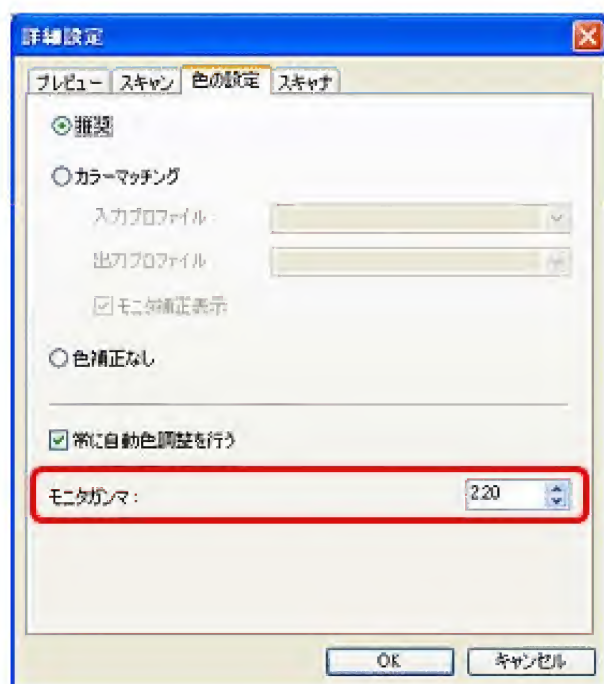 詳細設定
プレビュー スキャン 色の設定 スキャナ
推奨
カラーマッチング
入力プロファイル
出力プロファイル
モニタ補正表示
色補正なし
常に自動色調整を行う
モニタガンマ: 2.20
OK キャンセル